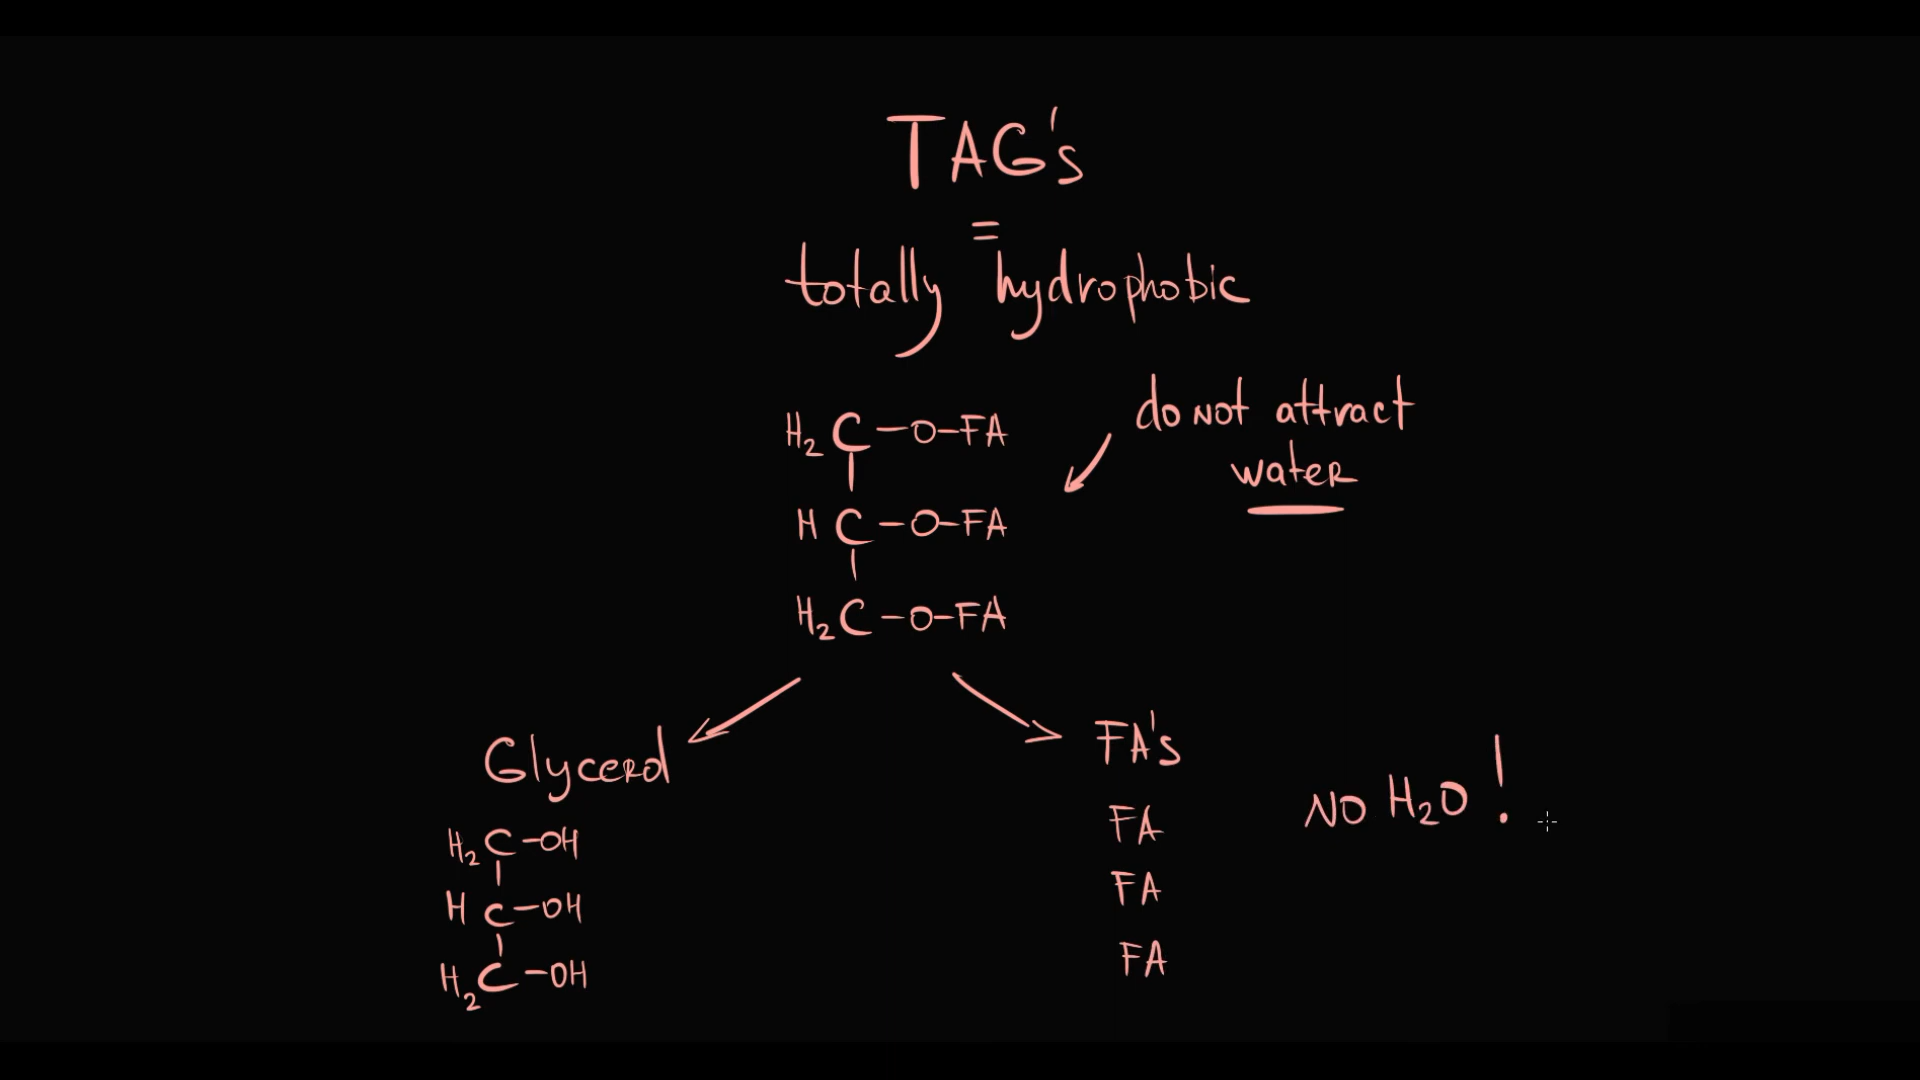 TAG's
=
totally hydrophobic
do not attract
water
H₂C-O-FA
HC-O-FA
H₂C-O-FA
Glycerol
H₂C-OH
HC-OH
H₂C-OH
FA's
FA
FA
FA
NO H₂O!